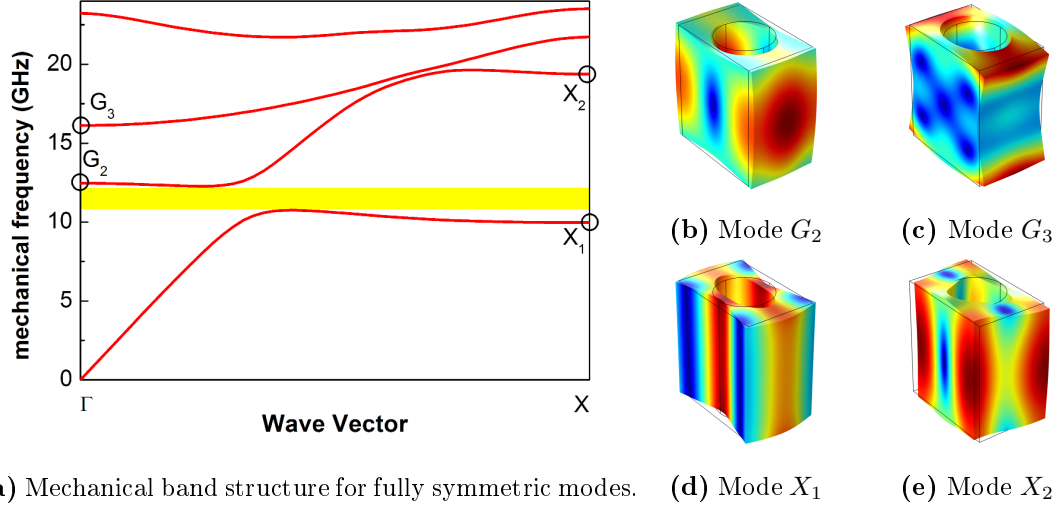 mechanical frequency (GHz)
20
15
10
5
0
G3
G2
X2
X1
Γ
X
Wave Vector
) Mechanical band structure for fully symmetric modes.
(b) Mode G2
(c) Mode G3
(d) Mode X1
(e) Mode X2